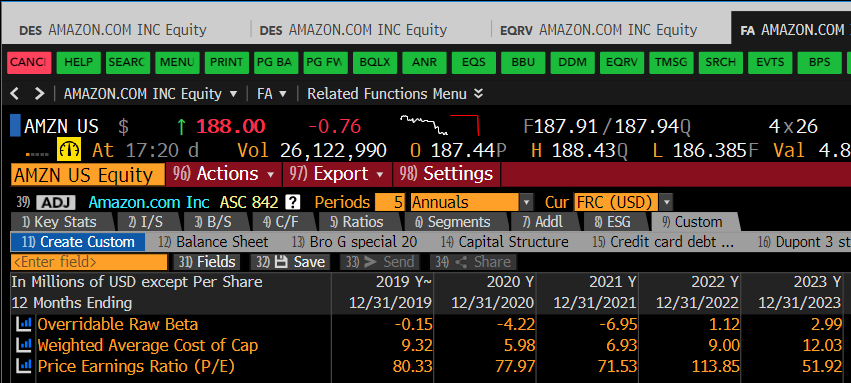 DES AMAZON.COM INC Equity DES AMAZON.COM INC Equity EQRV AMAZON.COM INC Equity FA AMAZON.COM
CANCL HELP SEARC MENU PRINT PG BA PG FW BQLX ANR EQS BBU DDM EQRV TMSG SRCH EVTS BPS
< > AMAZON.COM INC Equity ▾ FA ▾ Related Functions Menu
AMZN US $ ↑ 188.00 -0.76 F187.91/187.94Q 4x26
At 17:20 d Vol 26,122,990 O 187.44P H 188.43Q L 186.385F Val 4.8
AMZN US Equity 96) Actions ▾ 97) Export ▾ 98) Settings
39) ADJ Amazon.com Inc ASC 842 ? Periods 5 Annuals Cur FRC (USD)
1) Key Stats 2) I/S 3) B/S 4) C/F 5) Ratios 6) Segments 7) Addl 8) ESG 9) Custom
11) Create Custom 12) Balance Sheet 13) Bro G special 20 14) Capital Structure 15) Credit card debt ... 16) Dupont 3 st
<Enter field> 31) Fields 32) Save 33) Send 34) Share
In Millions of USD except Per Share 2019 Y~ 2020 Y 2021 Y 2022 Y 2023 Y
12 Months Ending 12/31/2019 12/31/2020 12/31/2021 12/31/2022 12/31/2023
Overridable Raw Beta -0.15 -4.22 -6.95 1.12 2.99
Weighted Average Cost of Cap 9.32 5.98 6.93 9.00 12.03
Price Earnings Ratio (P/E) 80.33 77.97 71.53 113.85 51.92